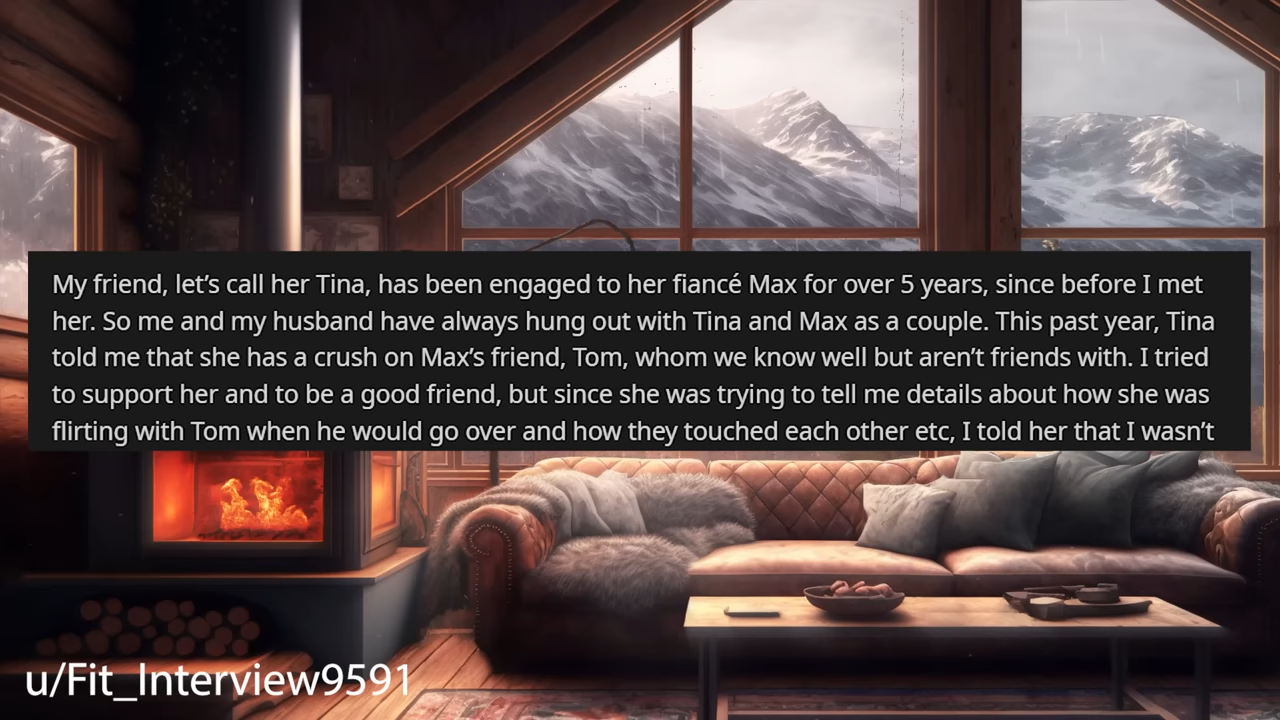 My friend, let’s call her Tina, has been engaged to her fiancé Max for over 5 years, since before I met
her. So me and my husband have always hung out with Tina and Max as a couple. This past year, Tina
told me that she has a crush on Max’s friend, Tom, whom we know well but aren’t friends with. I tried
to support her and to be a good friend, but since she was trying to tell me details about how she was
flirting with Tom when he would go over and how they touched each other etc, I told her that I wasn’t
u/Fit_Interview9591